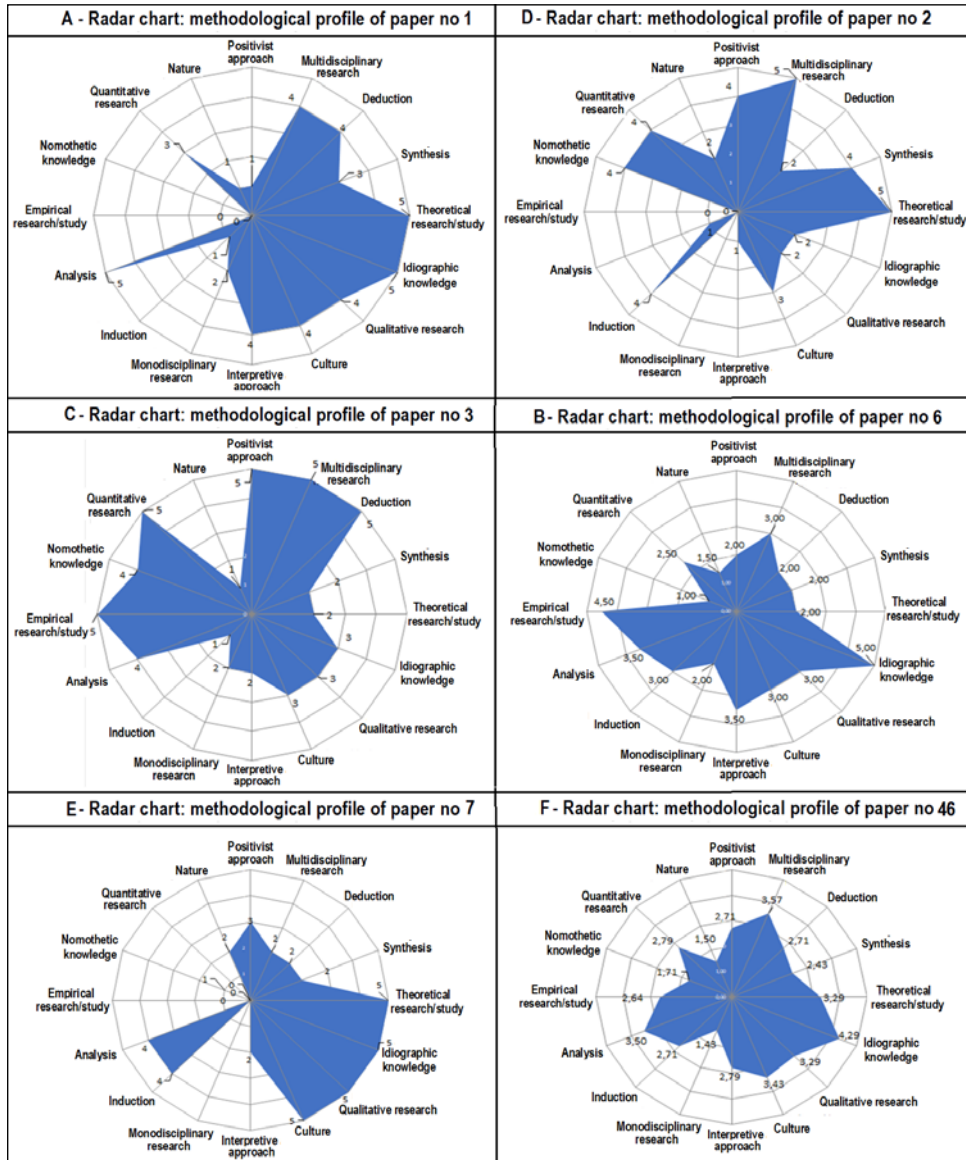 A - Radar chart: methodological profile of paper no 1
Positivist
approach
Multidisciplinary
research
Deduction
Synthesis
Theoretical
research/study
Idiographic
knowledge
Qualitative research
Culture
Interpretive
approach
Monodisciplinary
research
Induction
Analysis
Empirical
research/study
Nomothetic
knowledge
Quantitative
research
Nature
1
4
4
3
5
5
4
4
4
2
1
5
0
0
3
1
D - Radar chart: methodological profile of paper no 2
Positivist
approach
Multidisciplinary
research
Deduction
Synthesis
Theoretical
research/study
Idiographic
knowledge
Qualitative research
Culture
Interpretive
approach
Monodisciplinary
research
Induction
Analysis
Empirical
research/study
Nomothetic
knowledge
Quantitative
research
Nature
4
5
2
4
5
2
2
3
1
0
4
1
0
4
4
2
C - Radar chart: methodological profile of paper no 3
Positivist
approach
Multidisciplinary
research
Deduction
Synthesis
Theoretical
research/study
Idiographic
knowledge
Qualitative
research
Culture
Interpretive
approach
Monodisciplinary
research
Induction
Analysis
Empirical
research/study
Nomothetic
knowledge
Quantitative
research
Nature
5
5
5
2
2
3
3
3
2
2
1
4
5
4
5
1
B - Radar chart: methodological profile of paper no 6
Positivist
approach
Multidisciplinary
research
Deduction
Synthesis
Theoretical
research/study
Idiographic
knowledge
Qualitative
research
Culture
Interpretive
approach
Monodisciplinary
research
Induction
Analysis
Empirical
research/study
Nomothetic
knowledge
Quantitative
research
Nature
2,00
3,00
2,00
2,00
2,00
5,00
3,00
3,00
3,50
2,00
3,00
3,50
4,50
1,00
2,50
1,50
E - Radar chart: methodological profile of paper no 7
Positivist
approach
Multidisciplinary
research
Deduction
Synthesis
Theoretical
research/study
Idiographic
knowledge
Qualitative research
Culture
Interpretive
approach
Monodisciplinary
research
Induction
Analysis
Empirical
research/study
Nomothetic
knowledge
Quantitative
research
Nature
3
2
2
2
5
5
5
5
2
4
4
0
1
0
0
2
F - Radar chart: methodological profile of paper no 46
Positivist
approach
Multidisciplinary
research
Deduction
Synthesis
Theoretical
research/study
Idiographic
knowledge
Qualitative
research
Culture
Interpretive
approach
Monodisciplinary
research
Induction
Analysis
Empirical
research/study
Nomothetic
knowledge
Quantitative
research
Nature
2,71
3,57
2,71
2,43
3,29
4,29
3,29
3,43
2,79
1,43
2,71
3,50
2,64
1,71
2,79
1,50